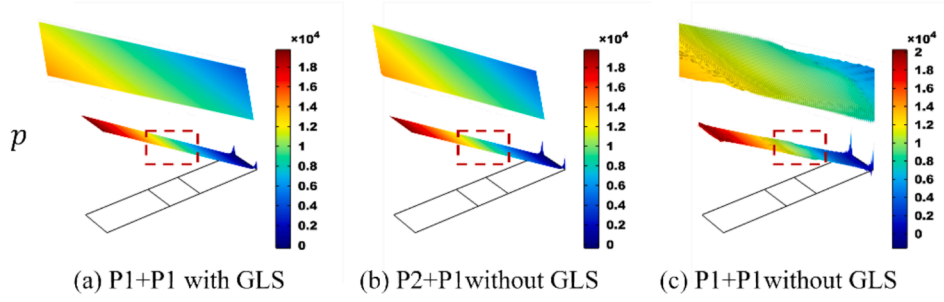 ×10⁴ ×10⁴ ×10⁴
2
1.8 1.8 1.8
1.6 1.6 1.6
1.4 1.4 1.4
1.2 1.2 1.2
p 1 1 1
0.8 0.8 0.8
0.6 0.6 0.6
0.4 0.4 0.4
0.2 0.2 0.2
0 0 0
(a) P1+P1 with GLS (b) P2+P1without GLS (c) P1+P1without GLS